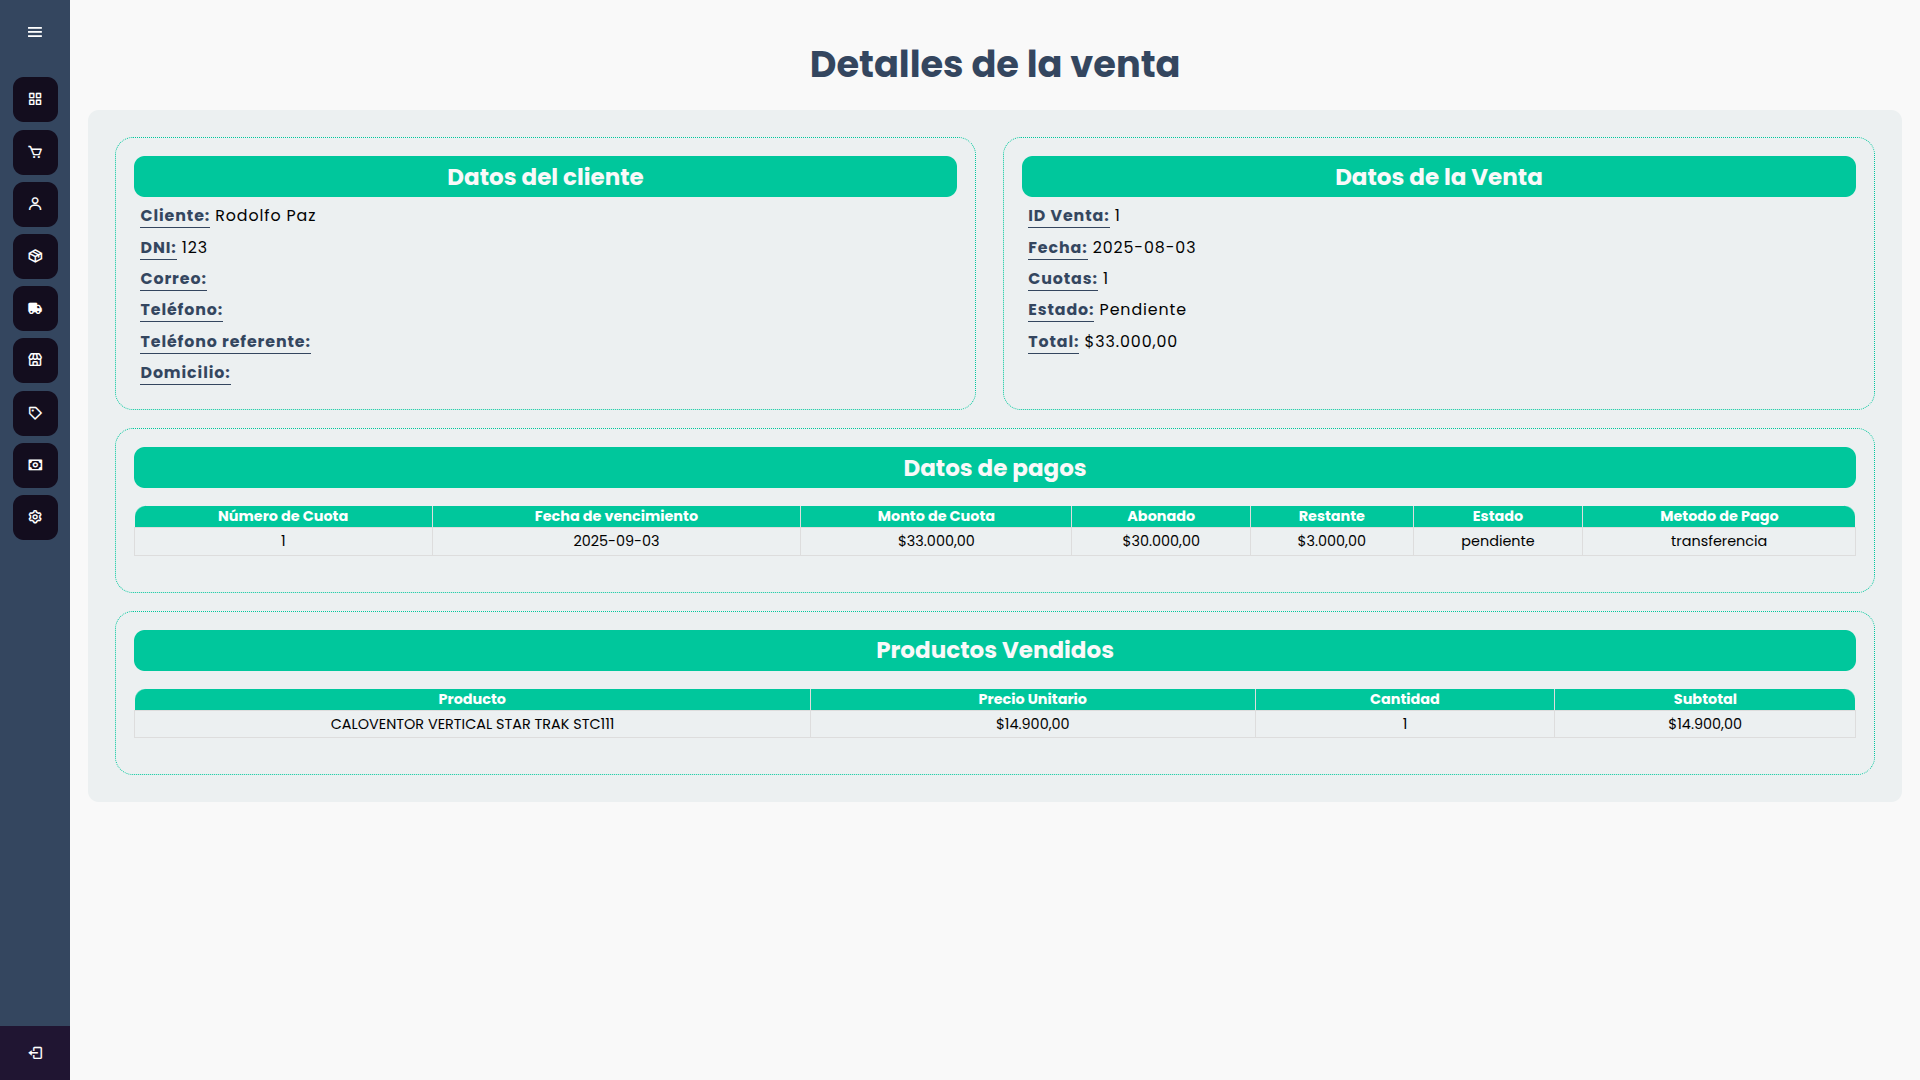 Detalles de la venta
Datos del cliente
Cliente: Rodolfo Paz
DNI: 123
Correo:
Teléfono:
Teléfono referente:
Domicilio:
Datos de la Venta
ID Venta: 1
Fecha: 2025-08-03
Cuotas: 1
Estado: Pendiente
Total: $33.000,00
Datos de pagos
Número de Cuota Fecha de vencimiento Monto de Cuota Abonado Restante Estado Metodo de Pago
1 2025-09-03 $33.000,00 $30.000,00 $3.000,00 pendiente transferencia
Productos Vendidos
Producto Precio Unitario Cantidad Subtotal
CALOVENTOR VERTICAL STAR TRAK STC111 $14.900,00 1 $14.900,00